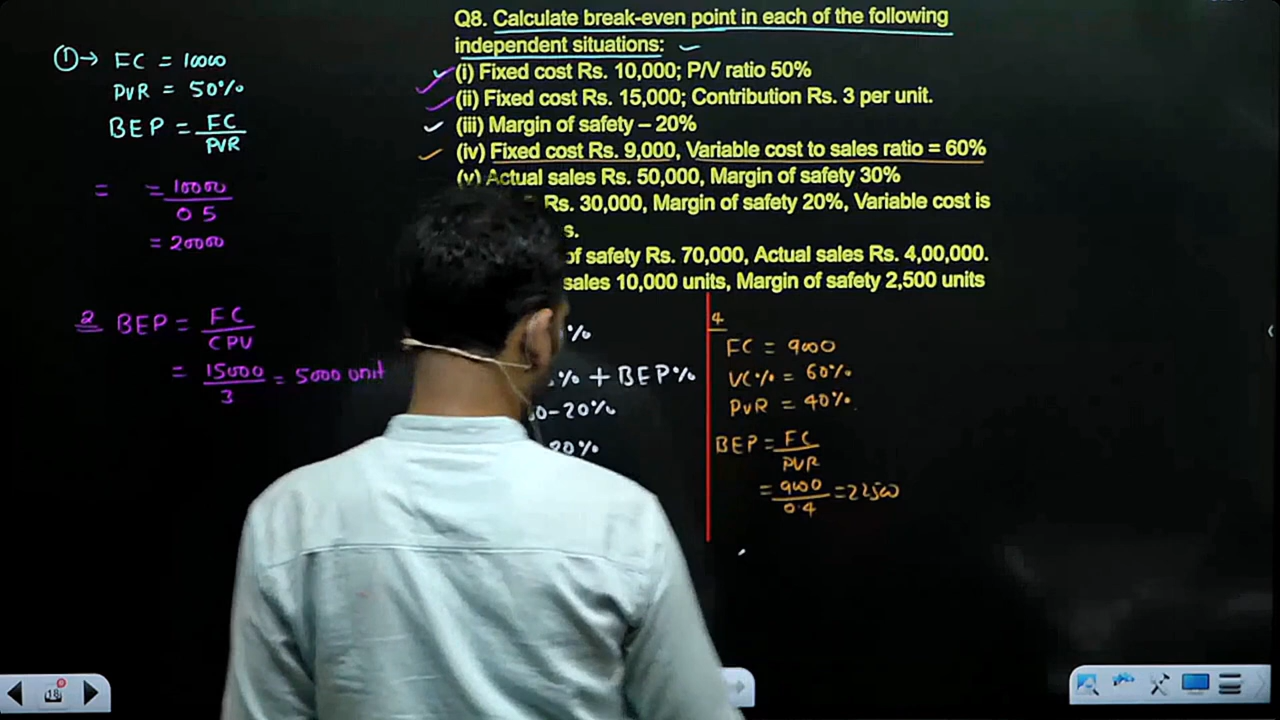 Q8. Calculate break-even point in each of the following
independent situations:
(i) Fixed cost Rs. 10,000; P/V ratio 50%
(ii) Fixed cost Rs. 15,000; Contribution Rs. 3 per unit.
(iii) Margin of safety – 20%
(iv) Fixed cost Rs. 9,000, Variable cost to sales ratio = 60%
(v) Actual sales Rs. 50,000, Margin of safety 30%
Rs. 30,000, Margin of safety 20%, Variable cost is
s.
of safety Rs. 70,000, Actual sales Rs. 4,00,000.
sales 10,000 units, Margin of safety 2,500 units
① → FC = 10000
PVR = 50%
BEP = FC
PVR
= = 10000
0 5
= 20000
2 BEP = FC
CPU
= 15000 = 5000 unit
3
%
% + BEP%
0-20%
20%
4
FC = 9000
VC% = 60%
PVR = 40%.
BEP = FC
PVR
= 9000 = 22500
0.4
18